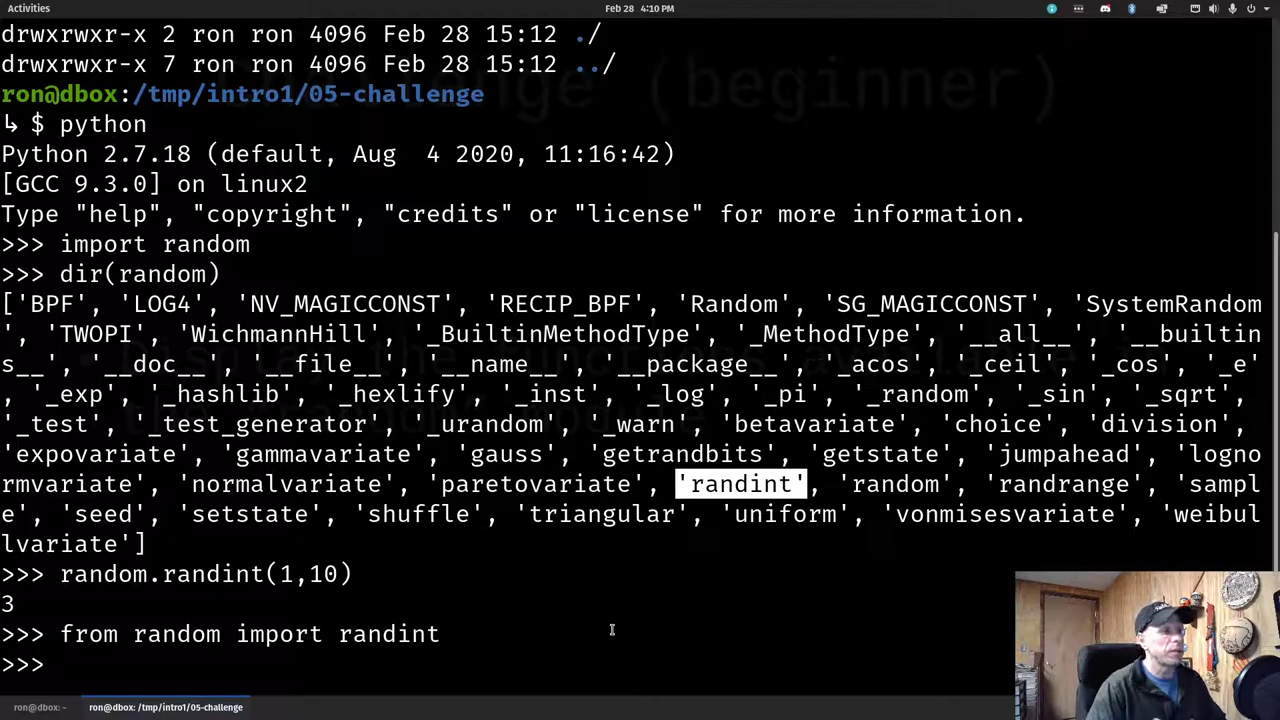 Activities
Feb 28 4:10 PM
drwxrwxr-x 2 ron ron 4096 Feb 28 15:12 ./
drwxrwxr-x 7 ron ron 4096 Feb 28 15:12 ../
ron@dbox:/tmp/intro1/05-challenge
↳ $ python
Python 2.7.18 (default, Aug  4 2020, 11:16:42)
[GCC 9.3.0] on linux2
Type "help", "copyright", "credits" or "license" for more information.
>>> import random
>>> dir(random)
['BPF', 'LOG4', 'NV_MAGICCONST', 'RECIP_BPF', 'Random', 'SG_MAGICCONST', 'SystemRandom
', 'TWOPI', 'WichmannHill', '_BuiltinMethodType', '_MethodType', '__all__', '__builtin
s__', '__doc__', '__file__', '__name__', '__package__', '_acos', '_ceil', '_cos', '_e'
, '_exp', '_hashlib', '_hexlify', '_inst', '_log', '_pi', '_random', '_sin', '_sqrt',
'_test', '_test_generator', '_urandom', '_warn', 'betavariate', 'choice', 'division',
'expovariate', 'gammavariate', 'gauss', 'getrandbits', 'getstate', 'jumpahead', 'logno
rmvariate', 'normalvariate', 'paretovariate', 'randint', 'random', 'randrange', 'sampl
e', 'seed', 'setstate', 'shuffle', 'triangular', 'uniform', 'vonmisesvariate', 'weibul
lvariate']
>>> random.randint(1,10)
3
>>> from random import randint
>>>
ron@dbox: ~
ron@dbox: /tmp/intro1/05-challenge